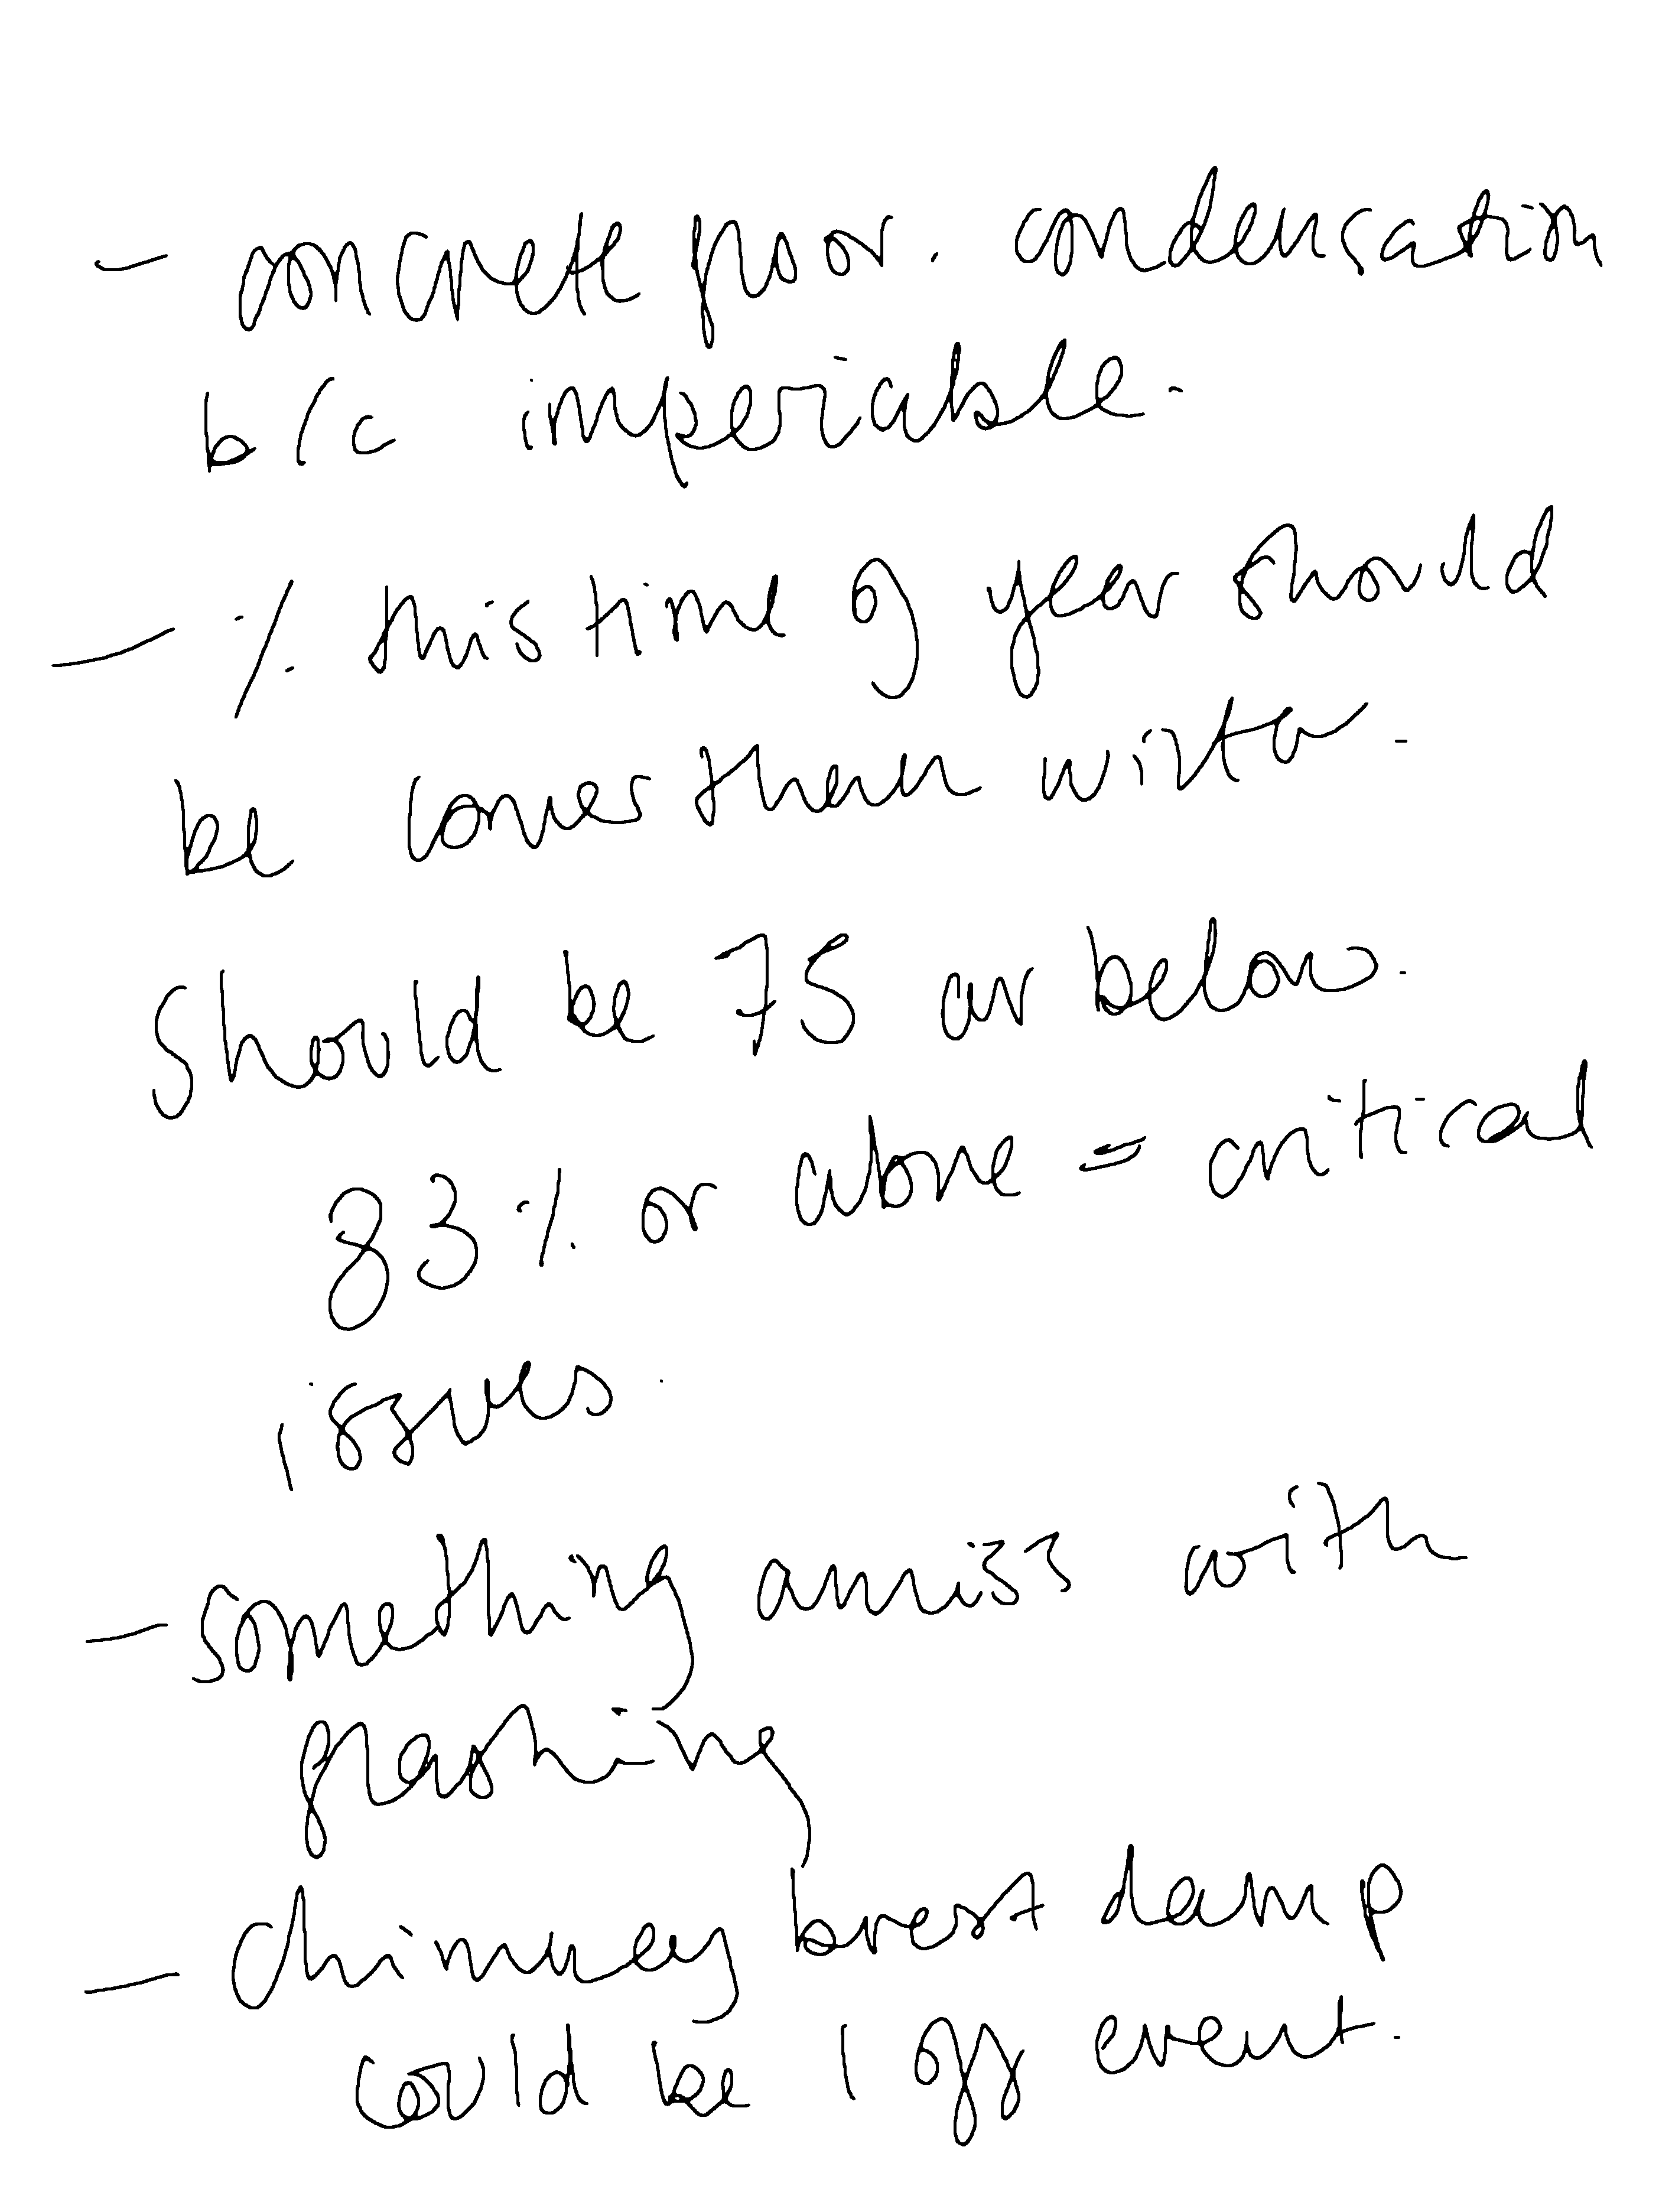 - concrete floor. condensation
b/c imperiable.
- % this time of year should
be lower than winter.
Should be 75 or below.
83% or above = critical
issues.
- something amiss with
flashing
- chimney brest damp
could be 1 off event.